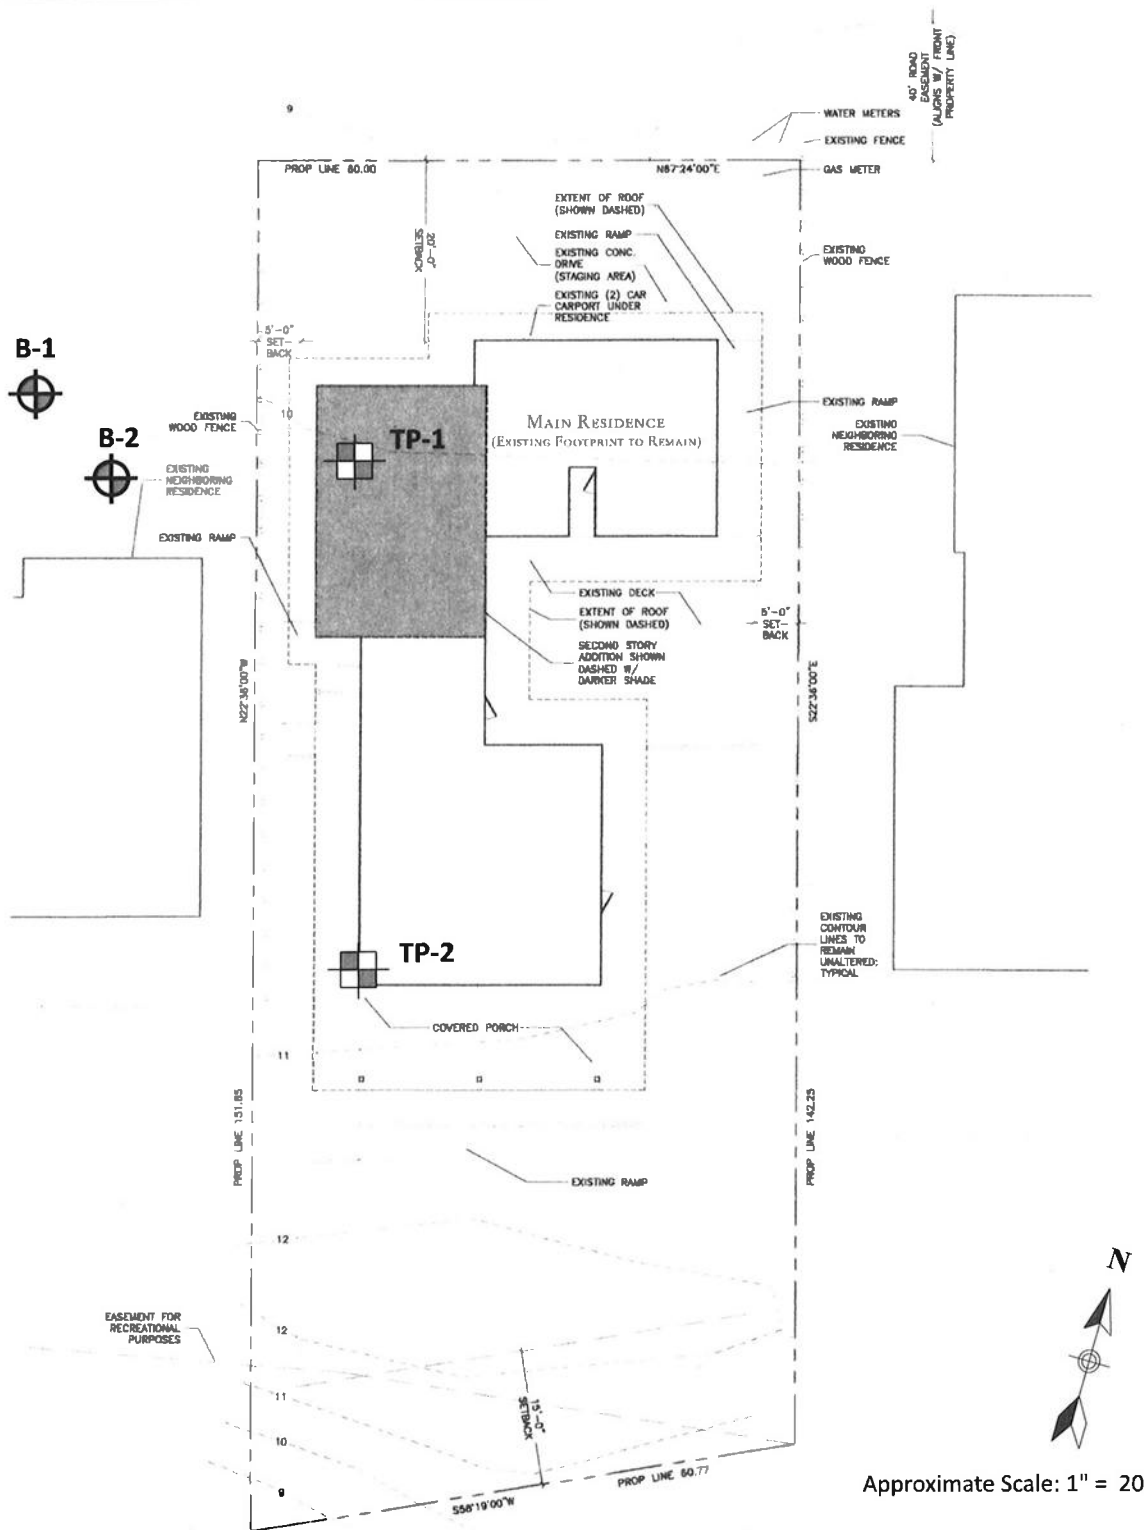 40' ROAD
EASEMENT
(ALIGNS W/ FRONT
PROPERTY LINE)
9
WATER METERS
EXISTING FENCE
GAS METER
PROP LINE 60.00
N67°24'00"E
EXTENT OF ROOF
(SHOWN DASHED)
EXISTING RAMP
EXISTING CONC.
DRIVE
(STAGING AREA)
EXISTING (2) CAR
CARPORT UNDER
RESIDENCE
20'-0"
SETBACK
EXISTING
WOOD FENCE
5'-0"
SET-
BACK
B-1
10
EXISTING
WOOD FENCE
B-2
EXISTING
NEIGHBORING
RESIDENCE
TP-1
MAIN RESIDENCE
(EXISTING FOOTPRINT TO REMAIN)
EXISTING RAMP
EXISTING
NEIGHBORING
RESIDENCE
EXISTING RAMP
EXISTING DECK
EXTENT OF ROOF
(SHOWN DASHED)
SECOND STORY
ADDITION SHOWN
DASHED W/
DARKER SHADE
5'-0"
SET-
BACK
N22°36'00"W
S22°36'00"E
EXISTING
CONTOUR
LINES TO
REMAIN
UNALTERED:
TYPICAL
TP-2
COVERED PORCH
11
PROP LINE 151.85
PROP LINE 142.25
EXISTING RAMP
12
EASEMENT FOR
RECREATIONAL
PURPOSES
12
11
10
9
15'-0"
SETBACK
S58°19'00"W
PROP LINE 60.77
N
Approximate Scale: 1" = 20